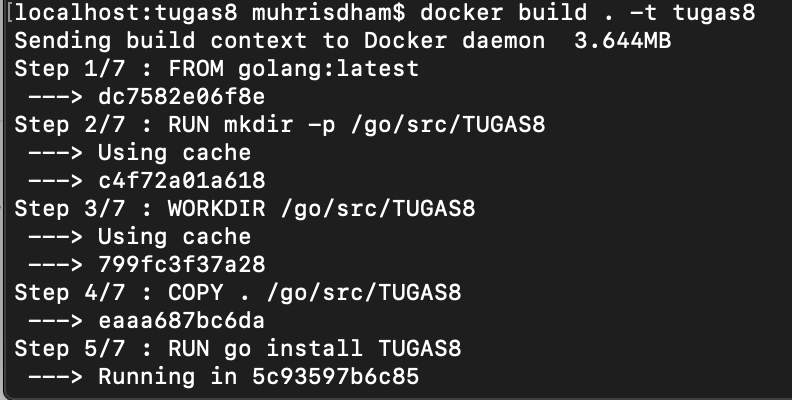 [localhost:tugas8 muhrisdham$ docker build . -t tugas8
Sending build context to Docker daemon  3.644MB
Step 1/7 : FROM golang:latest
 ---> dc7582e06f8e
Step 2/7 : RUN mkdir -p /go/src/TUGAS8
 ---> Using cache
 ---> c4f72a01a618
Step 3/7 : WORKDIR /go/src/TUGAS8
 ---> Using cache
 ---> 799fc3f37a28
Step 4/7 : COPY . /go/src/TUGAS8
 ---> eaaa687bc6da
Step 5/7 : RUN go install TUGAS8
 ---> Running in 5c93597b6c85